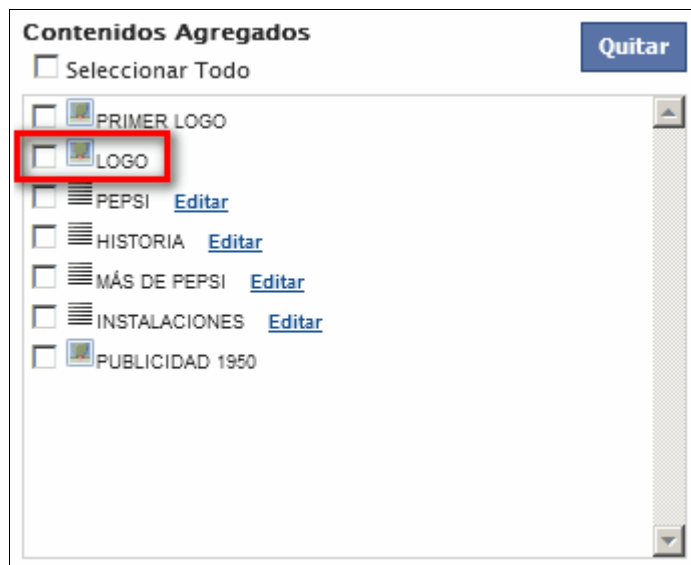 Contenidos Agregados
Quitar
Seleccionar Todo
PRIMER LOGO
LOGO
PEPSI Editar
HISTORIA Editar
MÁS DE PEPSI Editar
INSTALACIONES Editar
PUBLICIDAD 1950